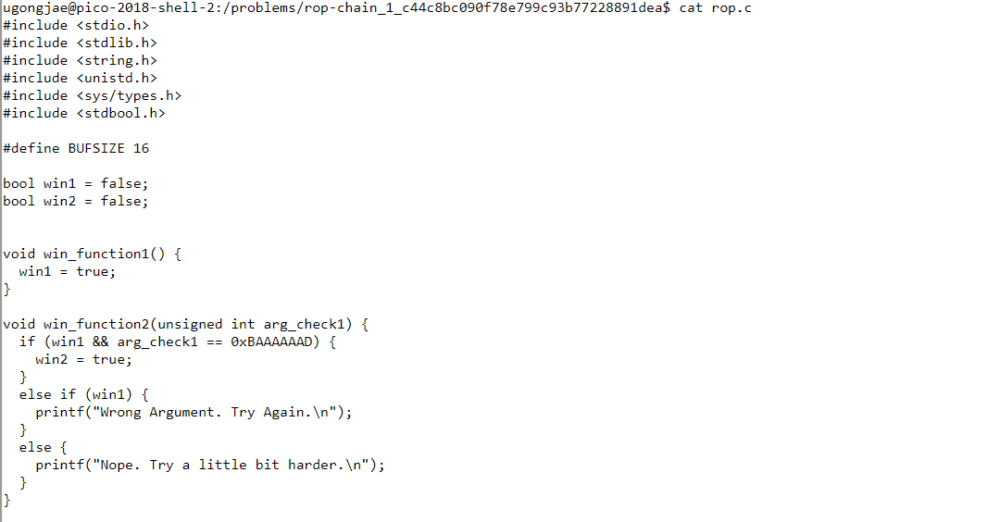 ugongjae@pico-2018-shell-2:/problems/rop-chain_1_c44c8bc090f78e799c93b77228891dea$ cat rop.c
#include <stdio.h>
#include <stdlib.h>
#include <string.h>
#include <unistd.h>
#include <sys/types.h>
#include <stdbool.h>

#define BUFSIZE 16

bool win1 = false;
bool win2 = false;


void win_function1() {
  win1 = true;
}

void win_function2(unsigned int arg_check1) {
  if (win1 && arg_check1 == 0xBAAAAAAD) {
    win2 = true;
  }
  else if (win1) {
    printf("Wrong Argument. Try Again.\n");
  }
  else {
    printf("Nope. Try a little bit harder.\n");
  }
}